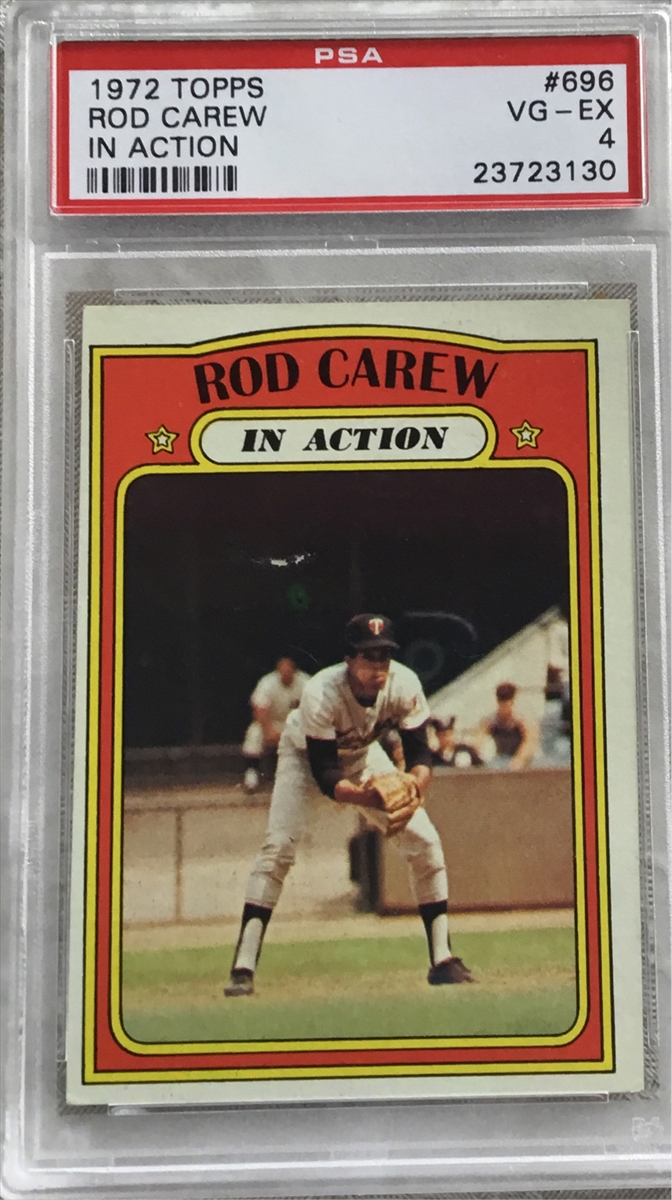 PSA
1972 TOPPS #696
ROD CAREW VG-EX
IN ACTION 4
23723130
ROD CAREW
IN ACTION
T